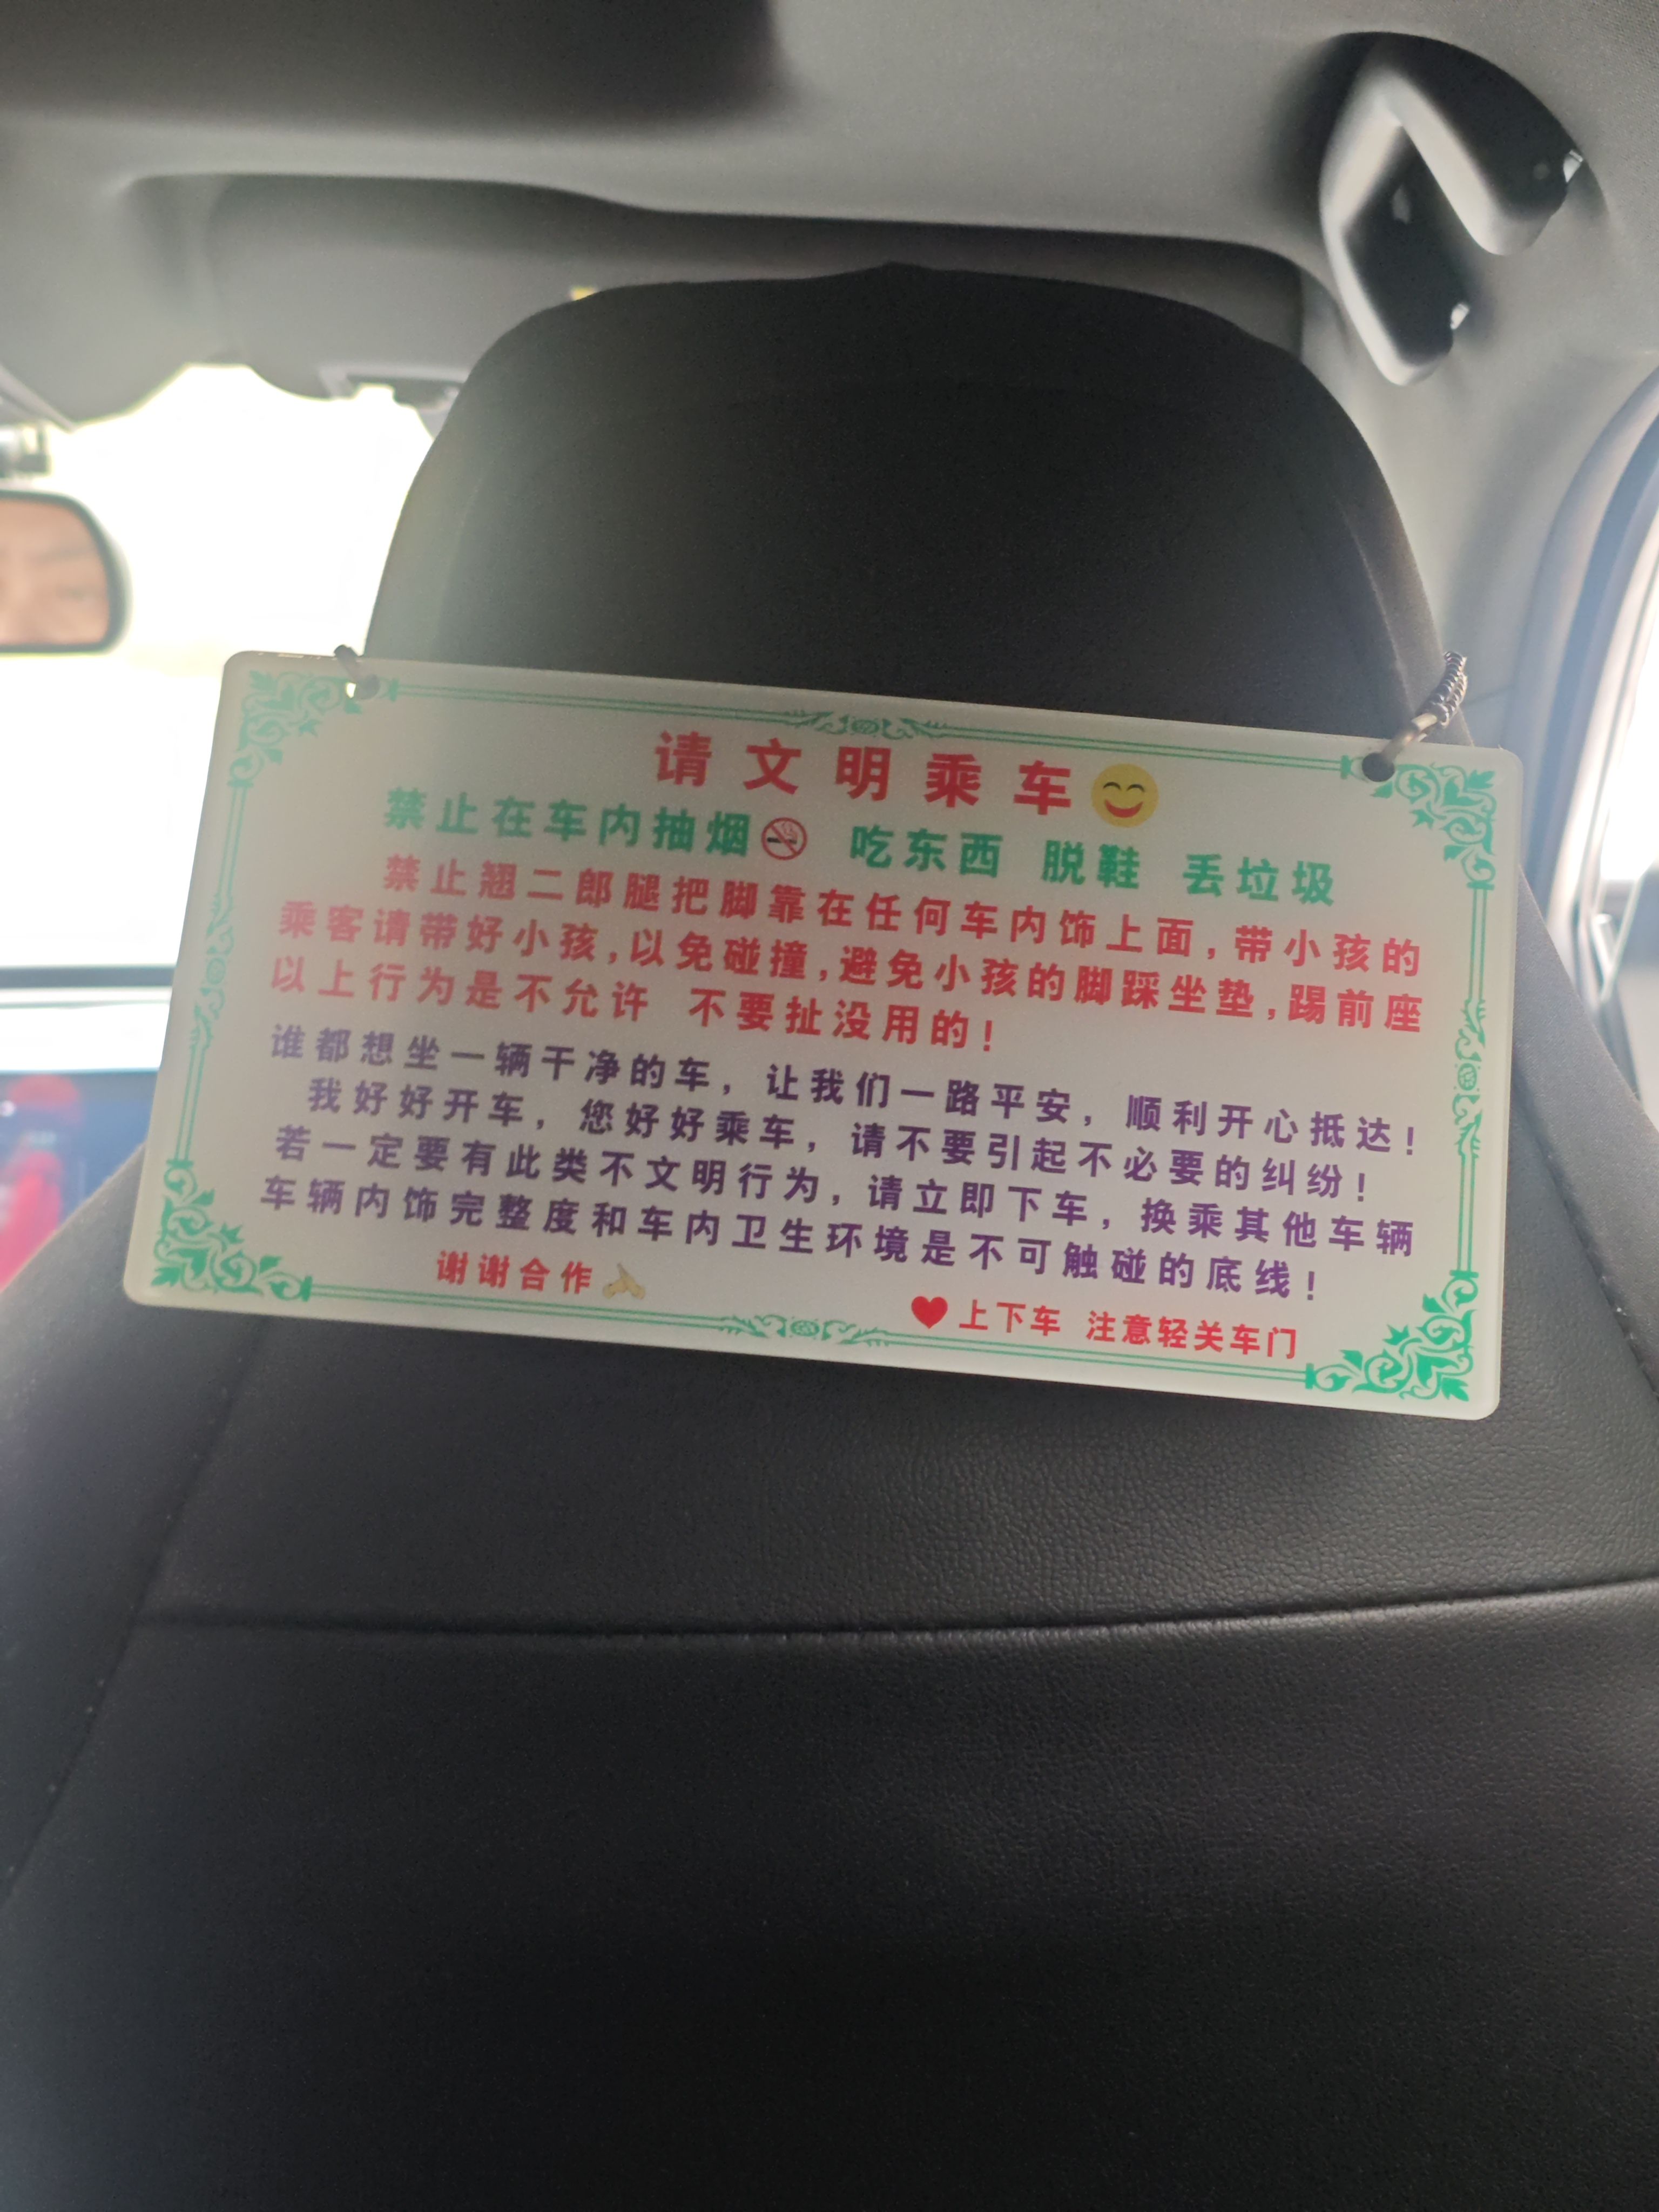 请文明乘车
禁止在车内抽烟 吃东西 脱鞋 丢垃圾
禁止翘二郎腿把脚靠在任何车内饰上面,带小孩的
乘客请带好小孩,以免碰撞,避免小孩的脚踩坐垫,踢前座
以上行为是不允许 不要扯没用的!
谁都想坐一辆干净的车,让我们一路平安,顺利开心抵达!
我好好开车,您好好乘车,请不要引起不必要的纠纷!
若一定要有此类不文明行为,请立即下车,换乘其他车辆
车辆内饰完整度和车内卫生环境是不可触碰的底线!
谢谢合作
上下车 注意轻关车门